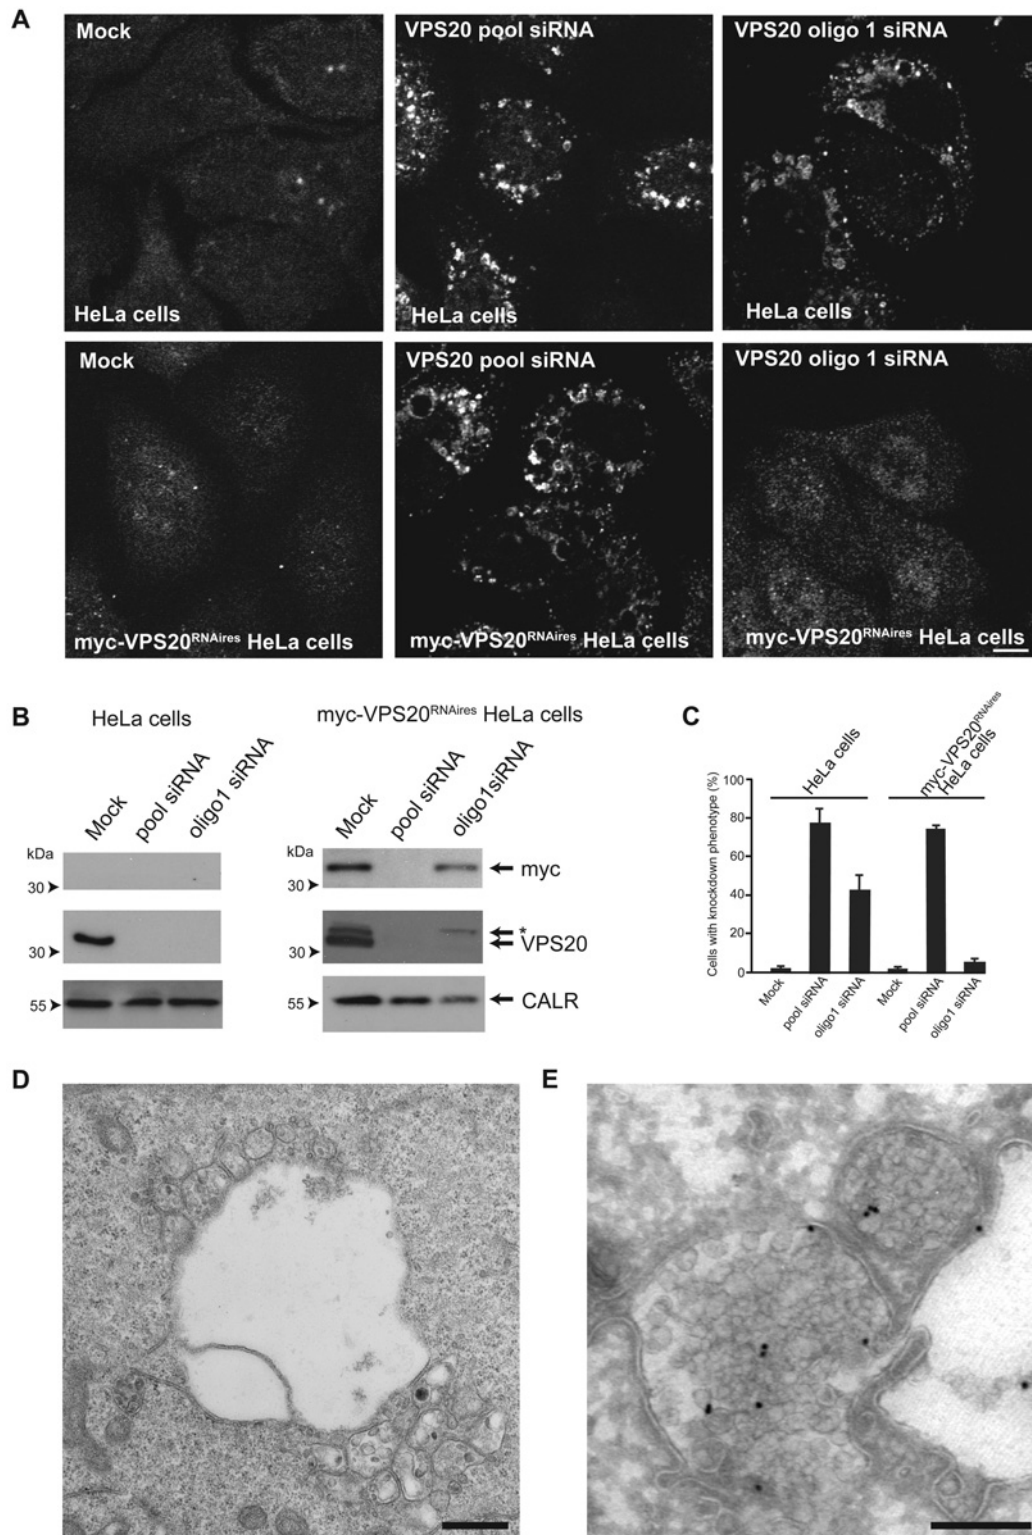 A
Mock
HeLa cells
VPS20 pool siRNA
HeLa cells
VPS20 oligo 1 siRNA
HeLa cells
Mock
myc-VPS20RNAires HeLa cells
VPS20 pool siRNA
myc-VPS20RNAires HeLa cells
VPS20 oligo 1 siRNA
myc-VPS20RNAires HeLa cells
B
HeLa cells
Mock
pool siRNA
oligo1 siRNA
kDa
30
30
55
myc-VPS20RNAires HeLa cells
Mock
pool siRNA
oligo1siRNA
kDa
30
myc
30
*
VPS20
55
CALR
C
HeLa cells
myc-VPS20RNAires
HeLa cells
Cells with knockdown phenotype (%)
100
80
60
40
20
0
Mock
pool siRNA
oligo1 siRNA
Mock
pool siRNA
oligo1 siRNA
D
E